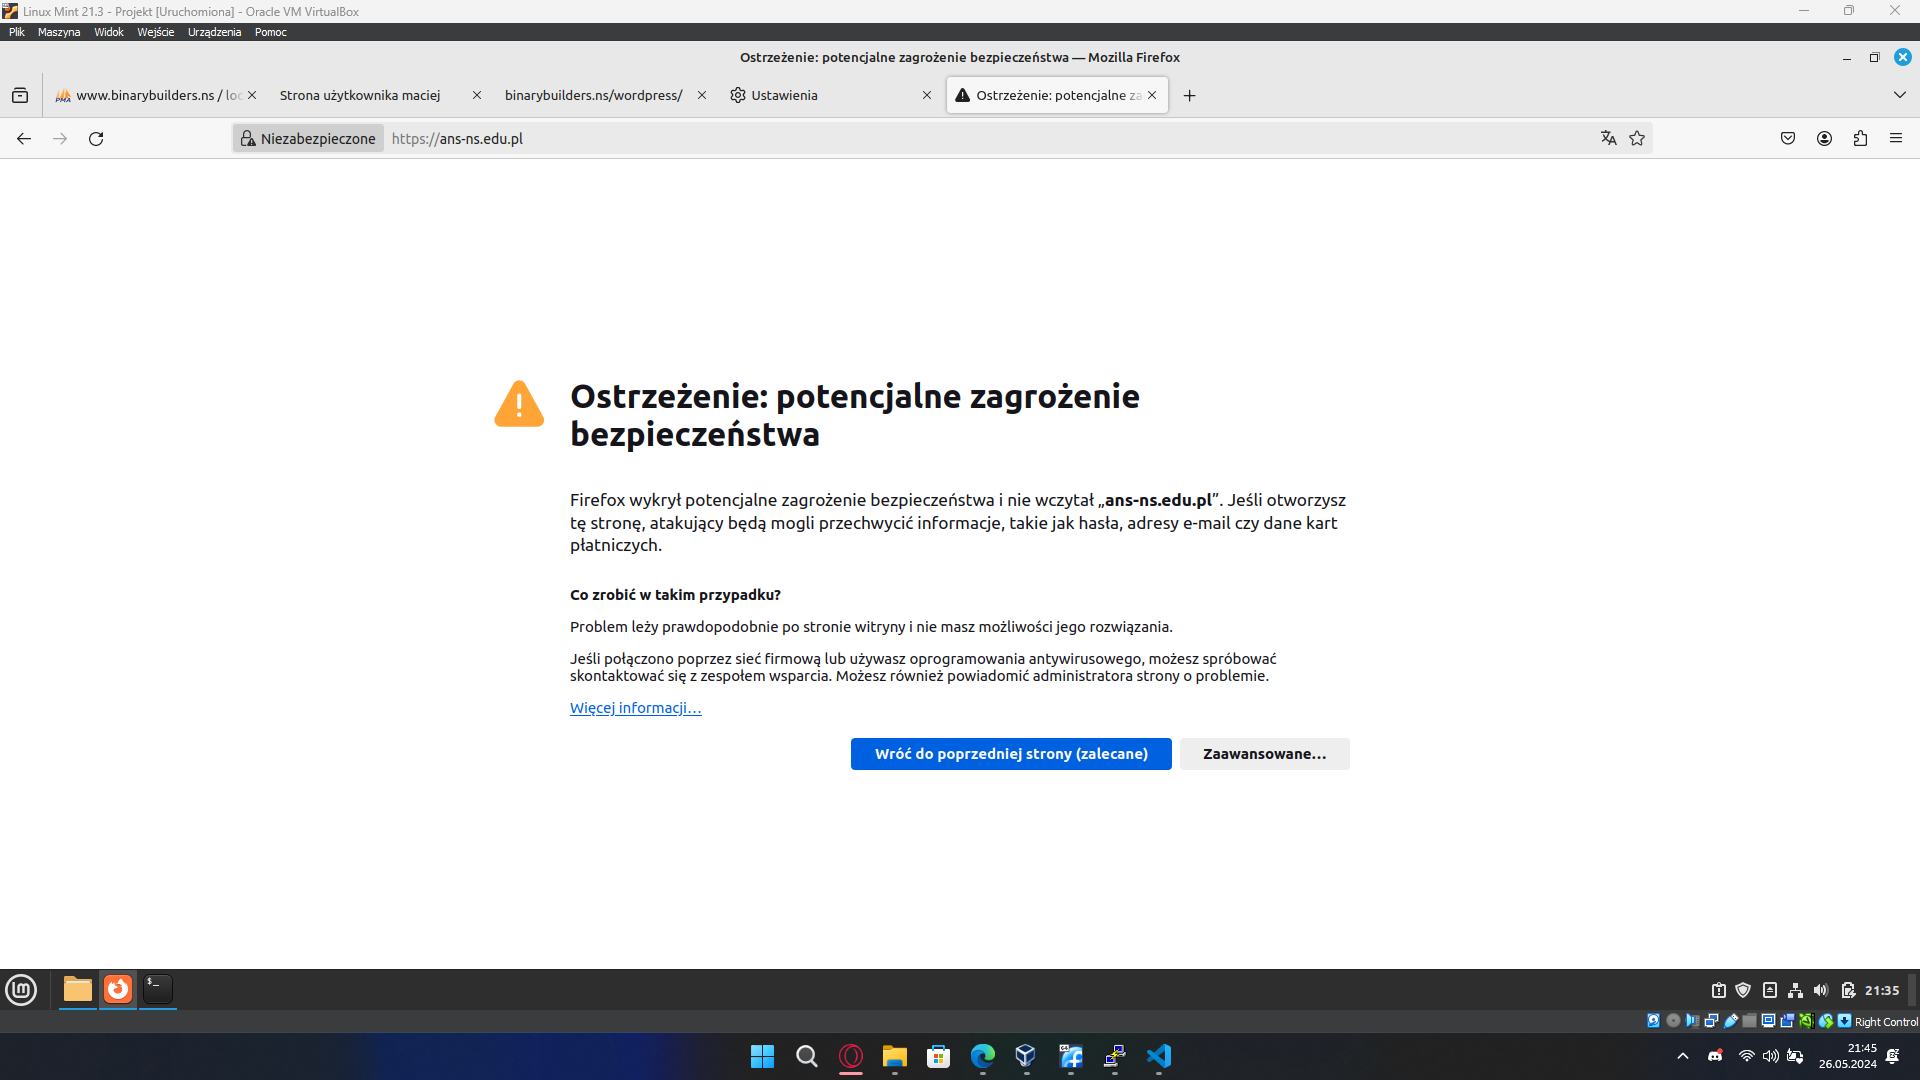 Linux Mint 21.3 - Projekt [Uruchomiona] - Oracle VM VirtualBox
Plik Maszyna Widok Wejście Urządzenia Pomoc
Ostrzeżenie: potencjalne zagrożenie bezpieczeństwa — Mozilla Firefox
www.binarybuilders.ns / loc Strona użytkownika maciej binarybuilders.ns/wordpress/ Ustawienia Ostrzeżenie: potencjalne za
Niezabezpieczone https://ans-ns.edu.pl
Ostrzeżenie: potencjalne zagrożenie
bezpieczeństwa
Firefox wykrył potencjalne zagrożenie bezpieczeństwa i nie wczytał „ans-ns.edu.pl”. Jeśli otworzysz
tę stronę, atakujący będą mogli przechwycić informacje, takie jak hasła, adresy e-mail czy dane kart
płatniczych.
Co zrobić w takim przypadku?
Problem leży prawdopodobnie po stronie witryny i nie masz możliwości jego rozwiązania.
Jeśli połączono poprzez sieć firmową lub używasz oprogramowania antywirusowego, możesz spróbować
skontaktować się z zespołem wsparcia. Możesz również powiadomić administratora strony o problemie.
Więcej informacji…
Wróć do poprzedniej strony (zalecane) Zaawansowane…
21:35
Right Control
21:45
26.05.2024